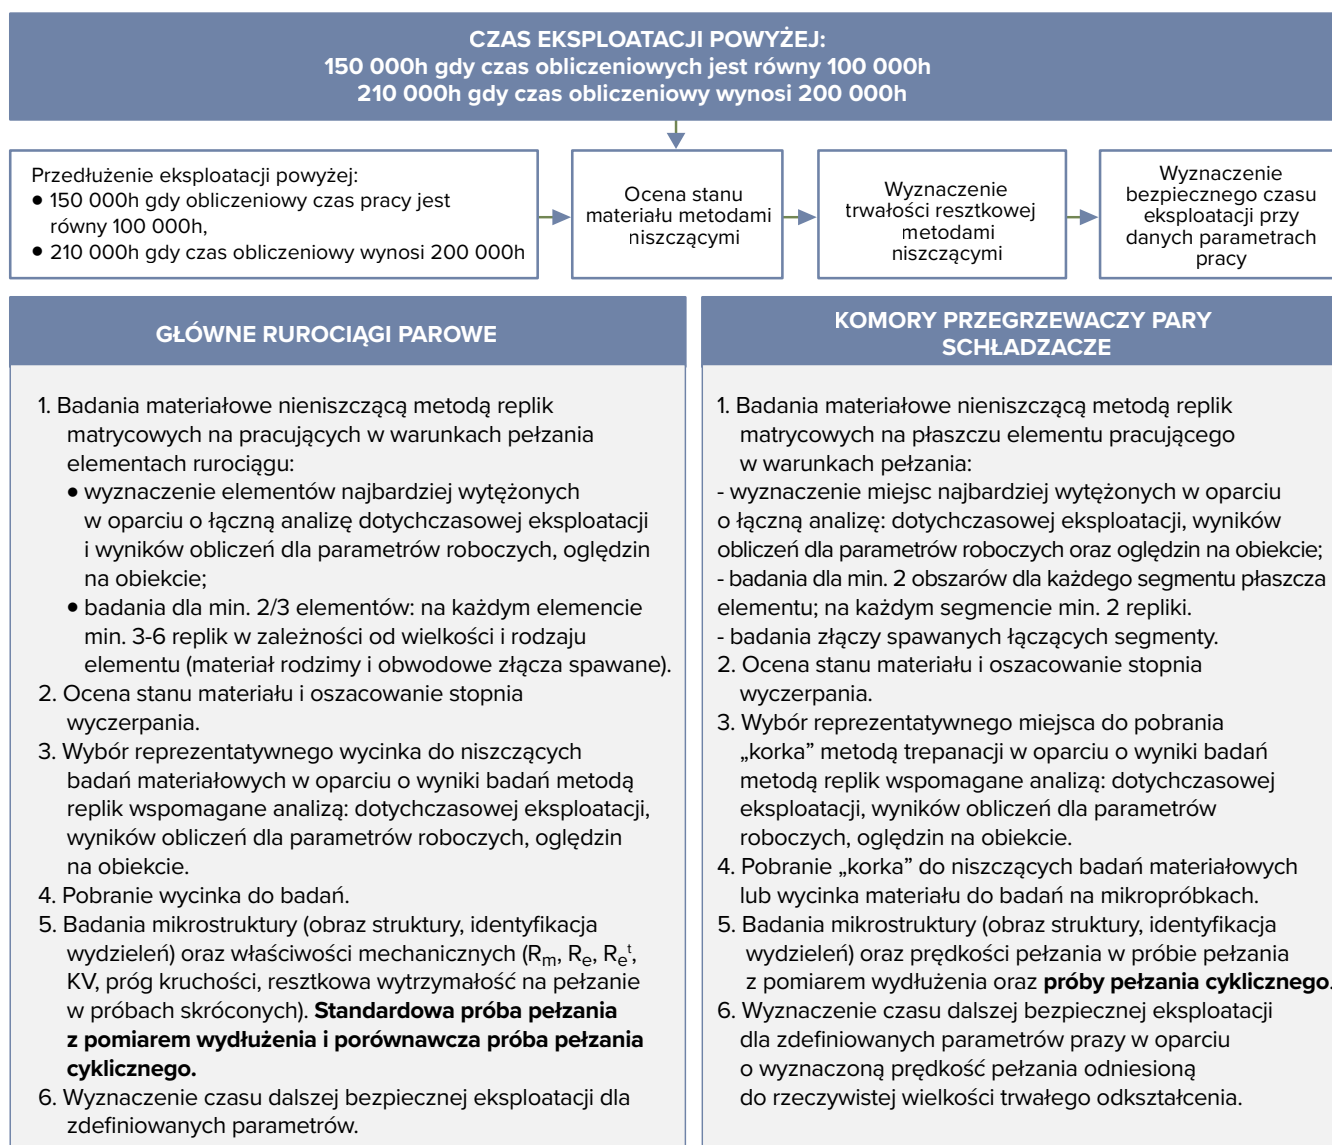 CZAS EKSPLOATACJI POWYŻEJ:
150 000h gdy czas obliczeniowych jest równy 100 000h
210 000h gdy czas obliczeniowy wynosi 200 000h
Przedłużenie eksploatacji powyżej:
• 150 000h gdy obliczeniowy czas pracy jest
równy 100 000h,
• 210 000h gdy czas obliczeniowy wynosi 200 000h
Ocena stanu
materiału metodami
niszczącymi
Wyznaczenie
trwałości resztkowej
metodami
niszczącymi
Wyznaczenie
bezpiecznego czasu
eksploatacji przy
danych parametrach
pracy
GŁÓWNE RUROCIĄGI PAROWE
1. Badania materiałowe nieniszczącą metodą replik
matrycowych na pracujących w warunkach pełzania
elementach rurociągu:
• wyznaczenie elementów najbardziej wytężonych
w oparciu o łączną analizę dotychczasowej eksploatacji
i wyników obliczeń dla parametrów roboczych, oględzin
na obiekcie;
• badania dla min. 2/3 elementów: na każdym elemencie
min. 3-6 replik w zależności od wielkości i rodzaju
elementu (materiał rodzimy i obwodowe złącza spawane).
2. Ocena stanu materiału i oszacowanie stopnia
wyczerpania.
3. Wybór reprezentatywnego wycinka do niszczących
badań materiałowych w oparciu o wyniki badań metodą
replik wspomagane analizą: dotychczasowej eksploatacji,
wyników obliczeń dla parametrów roboczych, oględzin
na obiekcie.
4. Pobranie wycinka do badań.
5. Badania mikrostruktury (obraz struktury, identyfikacja
wydzieleń) oraz właściwości mechanicznych (Rm, Re, Reᵗ,
KV, próg kruchości, resztkowa wytrzymałość na pełzanie
w próbach skróconych). Standardowa próba pełzania
z pomiarem wydłużenia i porównawcza próba pełzania
cyklicznego.
6. Wyznaczenie czasu dalszej bezpiecznej eksploatacji dla
zdefiniowanych parametrów.
KOMORY PRZEGRZEWACZY PARY
SCHŁADZACZE
1. Badania materiałowe nieniszczącą metodą replik
matrycowych na płaszczu elementu pracującego
w warunkach pełzania:
- wyznaczenie miejsc najbardziej wytężonych w oparciu
o łączną analizę: dotychczasowej eksploatacji, wyników
obliczeń dla parametrów roboczych oraz oględzin na obiekcie;
- badania dla min. 2 obszarów dla każdego segmentu płaszcza
elementu; na każdym segmencie min. 2 repliki.
- badania złączy spawanych łączących segmenty.
2. Ocena stanu materiału i oszacowanie stopnia
wyczerpania.
3. Wybór reprezentatywnego miejsca do pobrania
„korka” metodą trepanacji w oparciu o wyniki badań
metodą replik wspomagane analizą: dotychczasowej
eksploatacji, wyników obliczeń dla parametrów
roboczych, oględzin na obiekcie.
4. Pobranie „korka” do niszczących badań materiałowych
lub wycinka materiału do badań na mikropróbkach.
5. Badania mikrostruktury (obraz struktury, identyfikacja
wydzieleń) oraz prędkości pełzania w próbie pełzania
z pomiarem wydłużenia oraz próby pełzania cyklicznego.
6. Wyznaczenie czasu dalszej bezpiecznej eksploatacji
dla zdefiniowanych parametrów prazy w oparciu
o wyznaczoną prędkość pełzania odniesioną
do rzeczywistej wielkości trwałego odkształcenia.